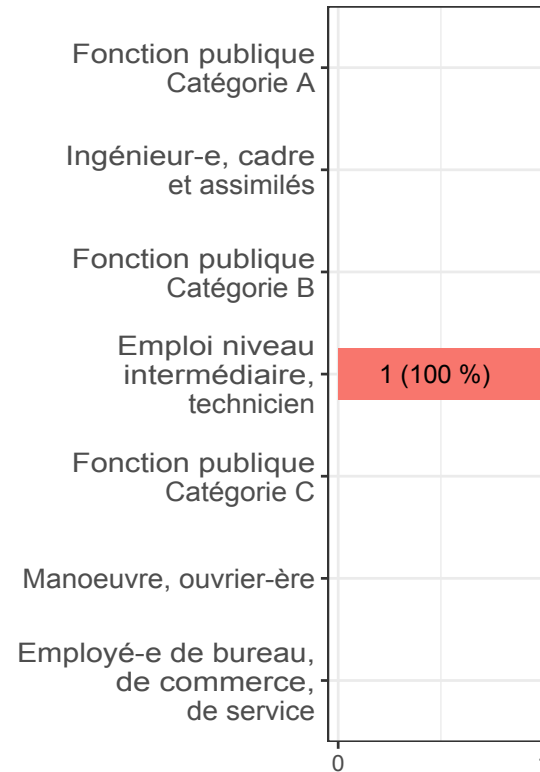 Fonction publique
Catégorie A
Ingénieur-e, cadre
et assimilés
Fonction publique
Catégorie B
Emploi niveau
intermédiaire,
technicien
1 (100 %)
Fonction publique
Catégorie C
Manoeuvre, ouvrier-ère
Employé-e de bureau,
de commerce,
de service
0